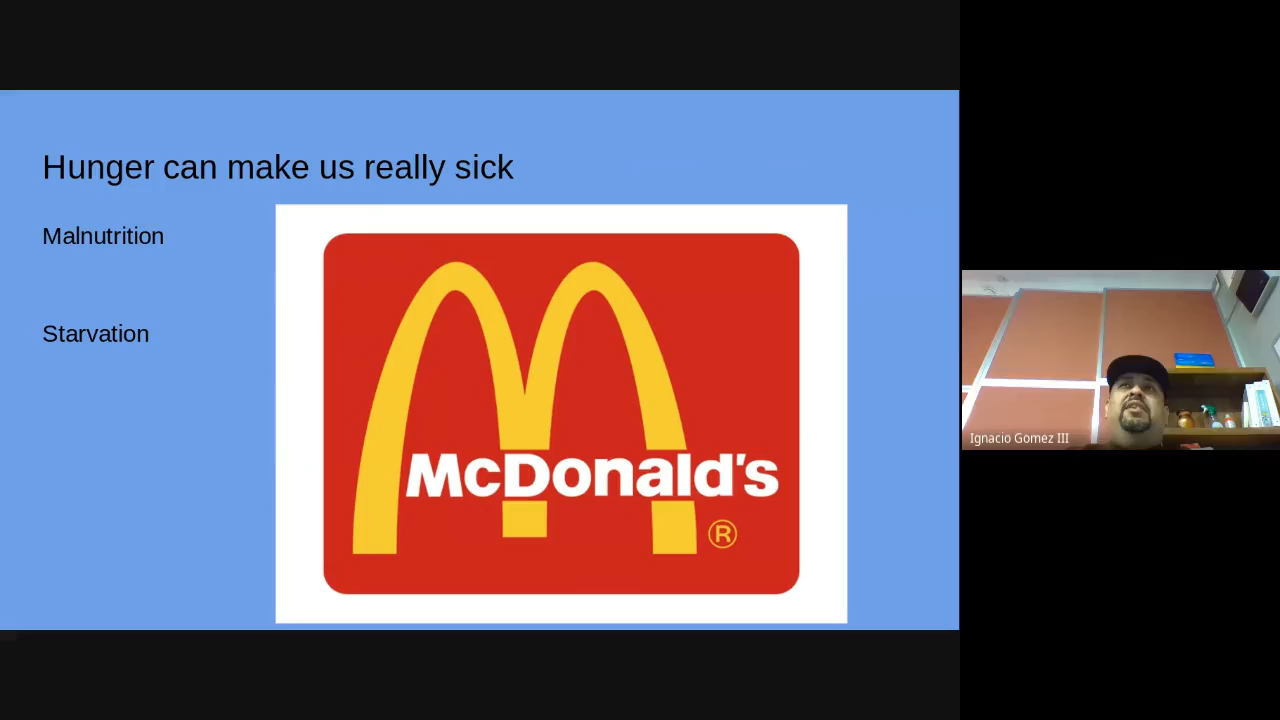 Hunger can make us really sick
Malnutrition
Starvation
McDonald's
®
Ignacio Gomez III